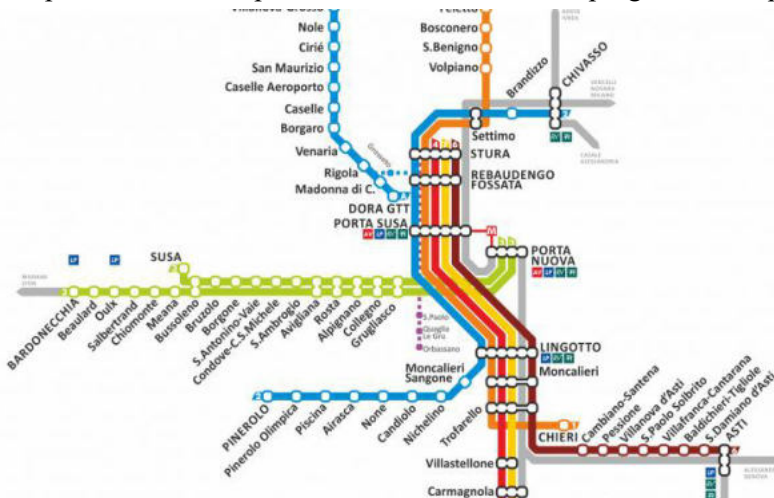 Nole
Cirié
San Maurizio
Caselle Aeroporto
Caselle
Borgaro
Venaria
Rigola
Madonna di C.
DORA GTT
PORTA SUSA
Bosconero
S.Benigno
Volpiano
Brandizzo
CHIVASSO
Settimo
STURA
REBAUDENGO
FOSSATA
M
PORTA
NUOVA
SUSA
BARDONECCHIA
Beaulard
Oulx
Salbertrand
Chiomonte
Meana
Bussoleno
Bruzolo
Borgone
S.Antonino-Vaie
Condove-C.S.Michele
S.Ambrogio
Avigliana
Rosta
Alpignano
Collegno
Grugliasco
S.Paolo
Quaglia
Le Gru
Orbassano
LINGOTTO
Moncalieri
Sangone
Moncalieri
PINEROLO
Pinerolo Olimpica
Piscina
Airasca
None
Candiolo
Nichelino
Trofarello
CHIERI
Cambiano-Santena
Pessione
Villanova d'Asti
S.Paolo Solbrito
Villafranca-Cantarana
Baldichieri-Tigliole
S.Damiano d'Asti
ASTI
Villastellone
Carmagnola